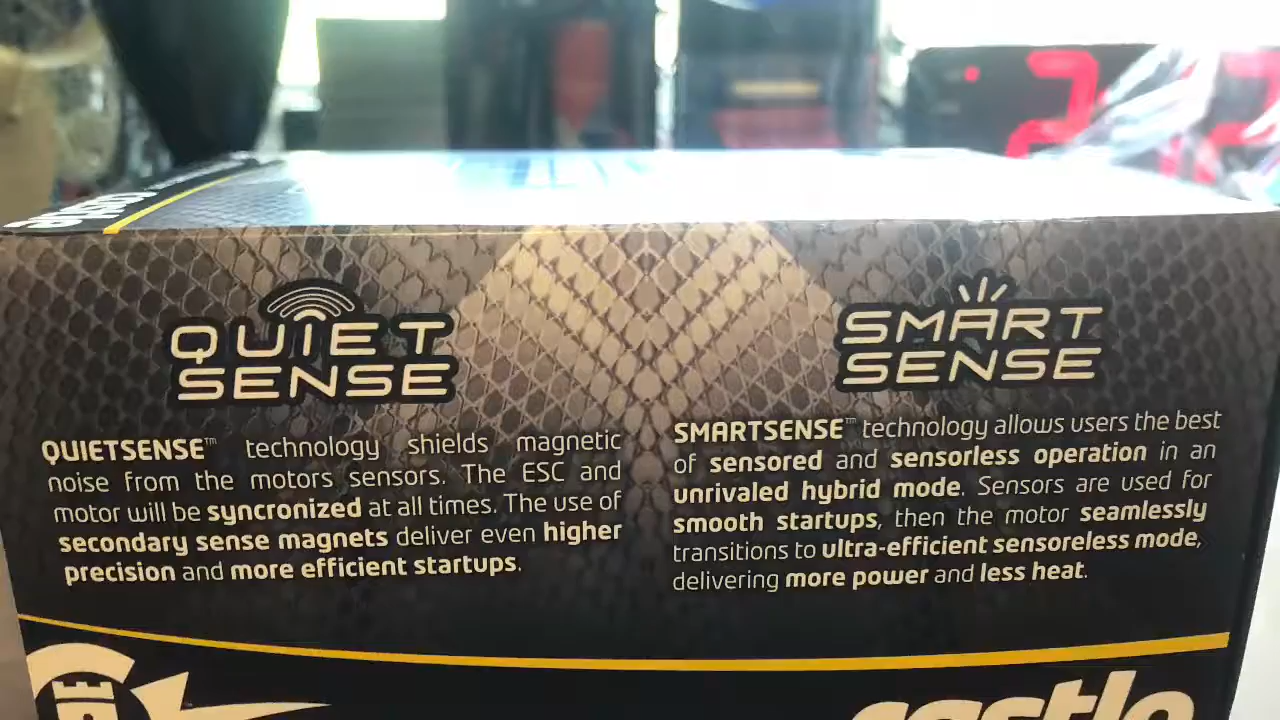 QUIET
SENSE
QUIETSENSE™ technology shields magnetic
noise from the motors sensors. The ESC and
motor will be syncronized at all times. The use of
secondary sense magnets deliver even higher
precision and more efficient startups.
SMART
SENSE
SMARTSENSE™ technology allows users the best
of sensored and sensorless operation in an
unrivaled hybrid mode. Sensors are used for
smooth startups, then the motor seamlessly
transitions to ultra-efficient sensoreless mode,
delivering more power and less heat.
castle